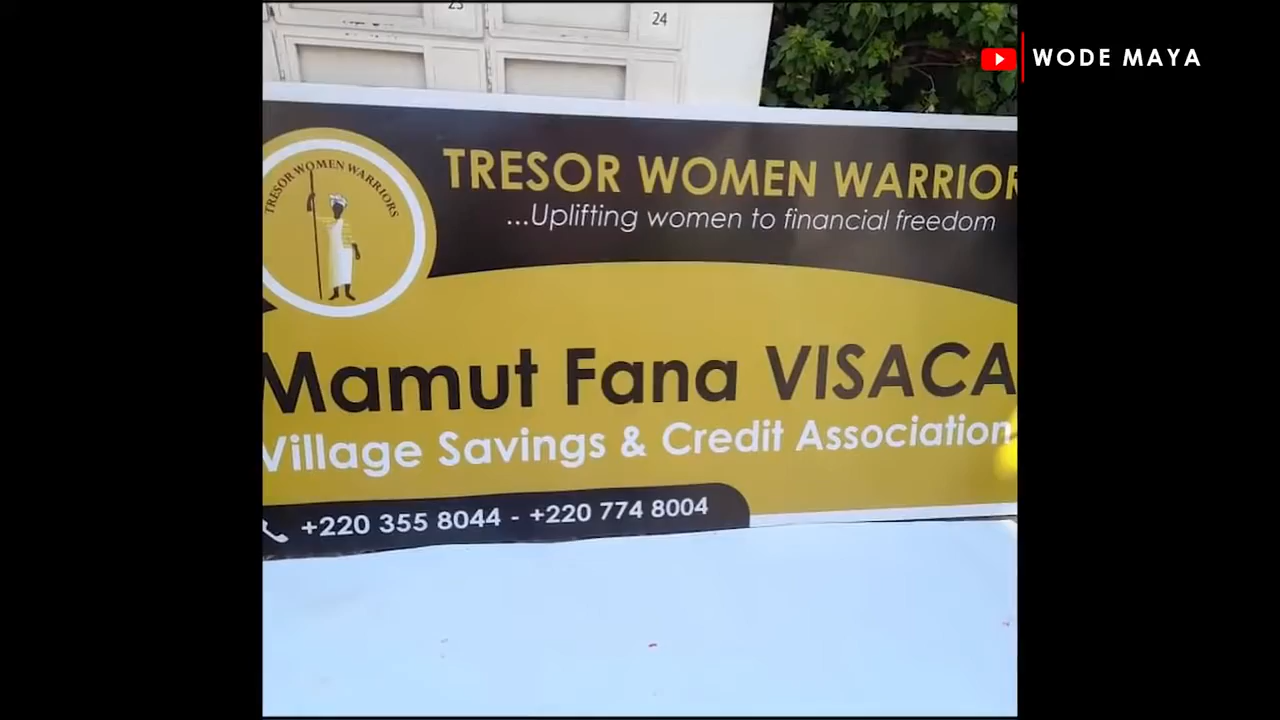 23
24
WODE MAYA
TRESOR WOMEN WARRIORS
TRESOR WOMEN WARRIOR
...Uplifting women to financial freedom
Mamut Fana VISACA
Village Savings & Credit Association
+220 355 8044 - +220 774 8004